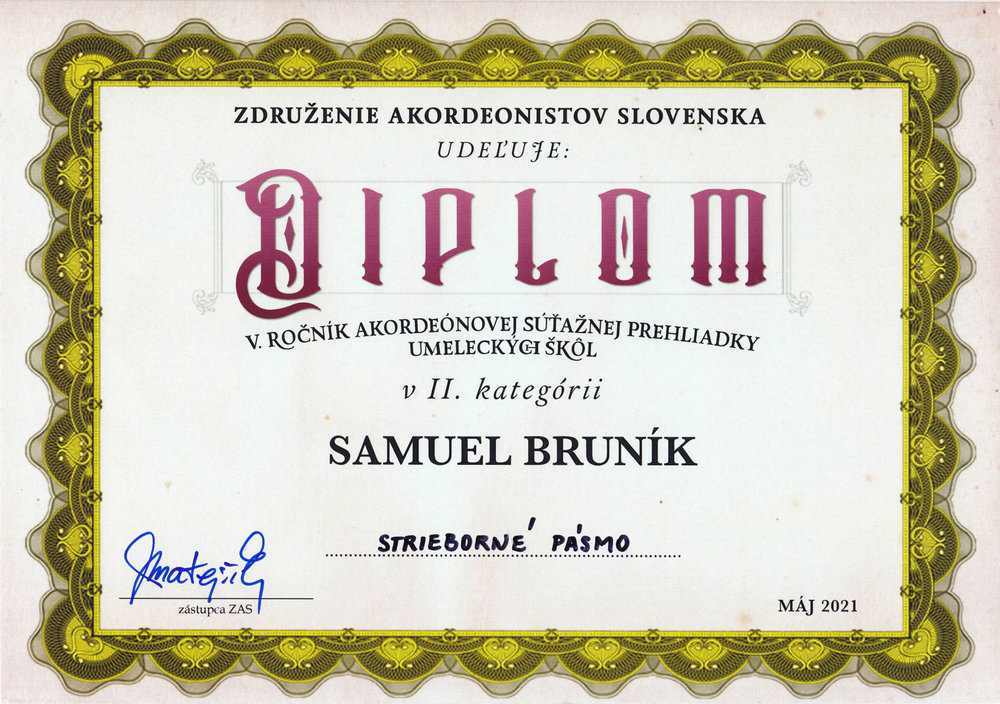 ZDRUŽENIE AKORDEONISTOV SLOVENSKA
UDEĽUJE:
DIPLOM
V. ROČNÍK AKORDEÓNOVEJ SÚŤAŽNEJ PREHLIADKY
UMELECKÝCH ŠKÔL
v II. kategórii
SAMUEL BRUNÍK
STRIEBORNÉ PÁSMO
zástupca ZAS
MÁJ 2021